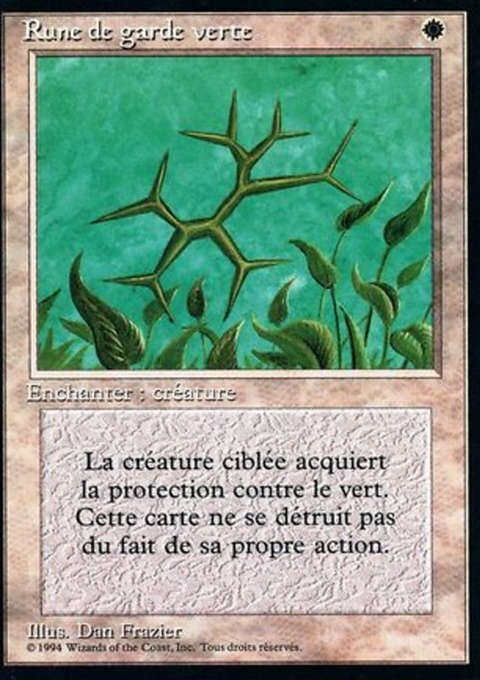 Rune de garde verte
Enchanter : créature
La créature ciblée acquiert
la protection contre le vert.
Cette carte ne se détruit pas
du fait de sa propre action.
Illus. Dan Frazier
© 1994 Wizards of the Coast, Inc. Tous droits réservés.